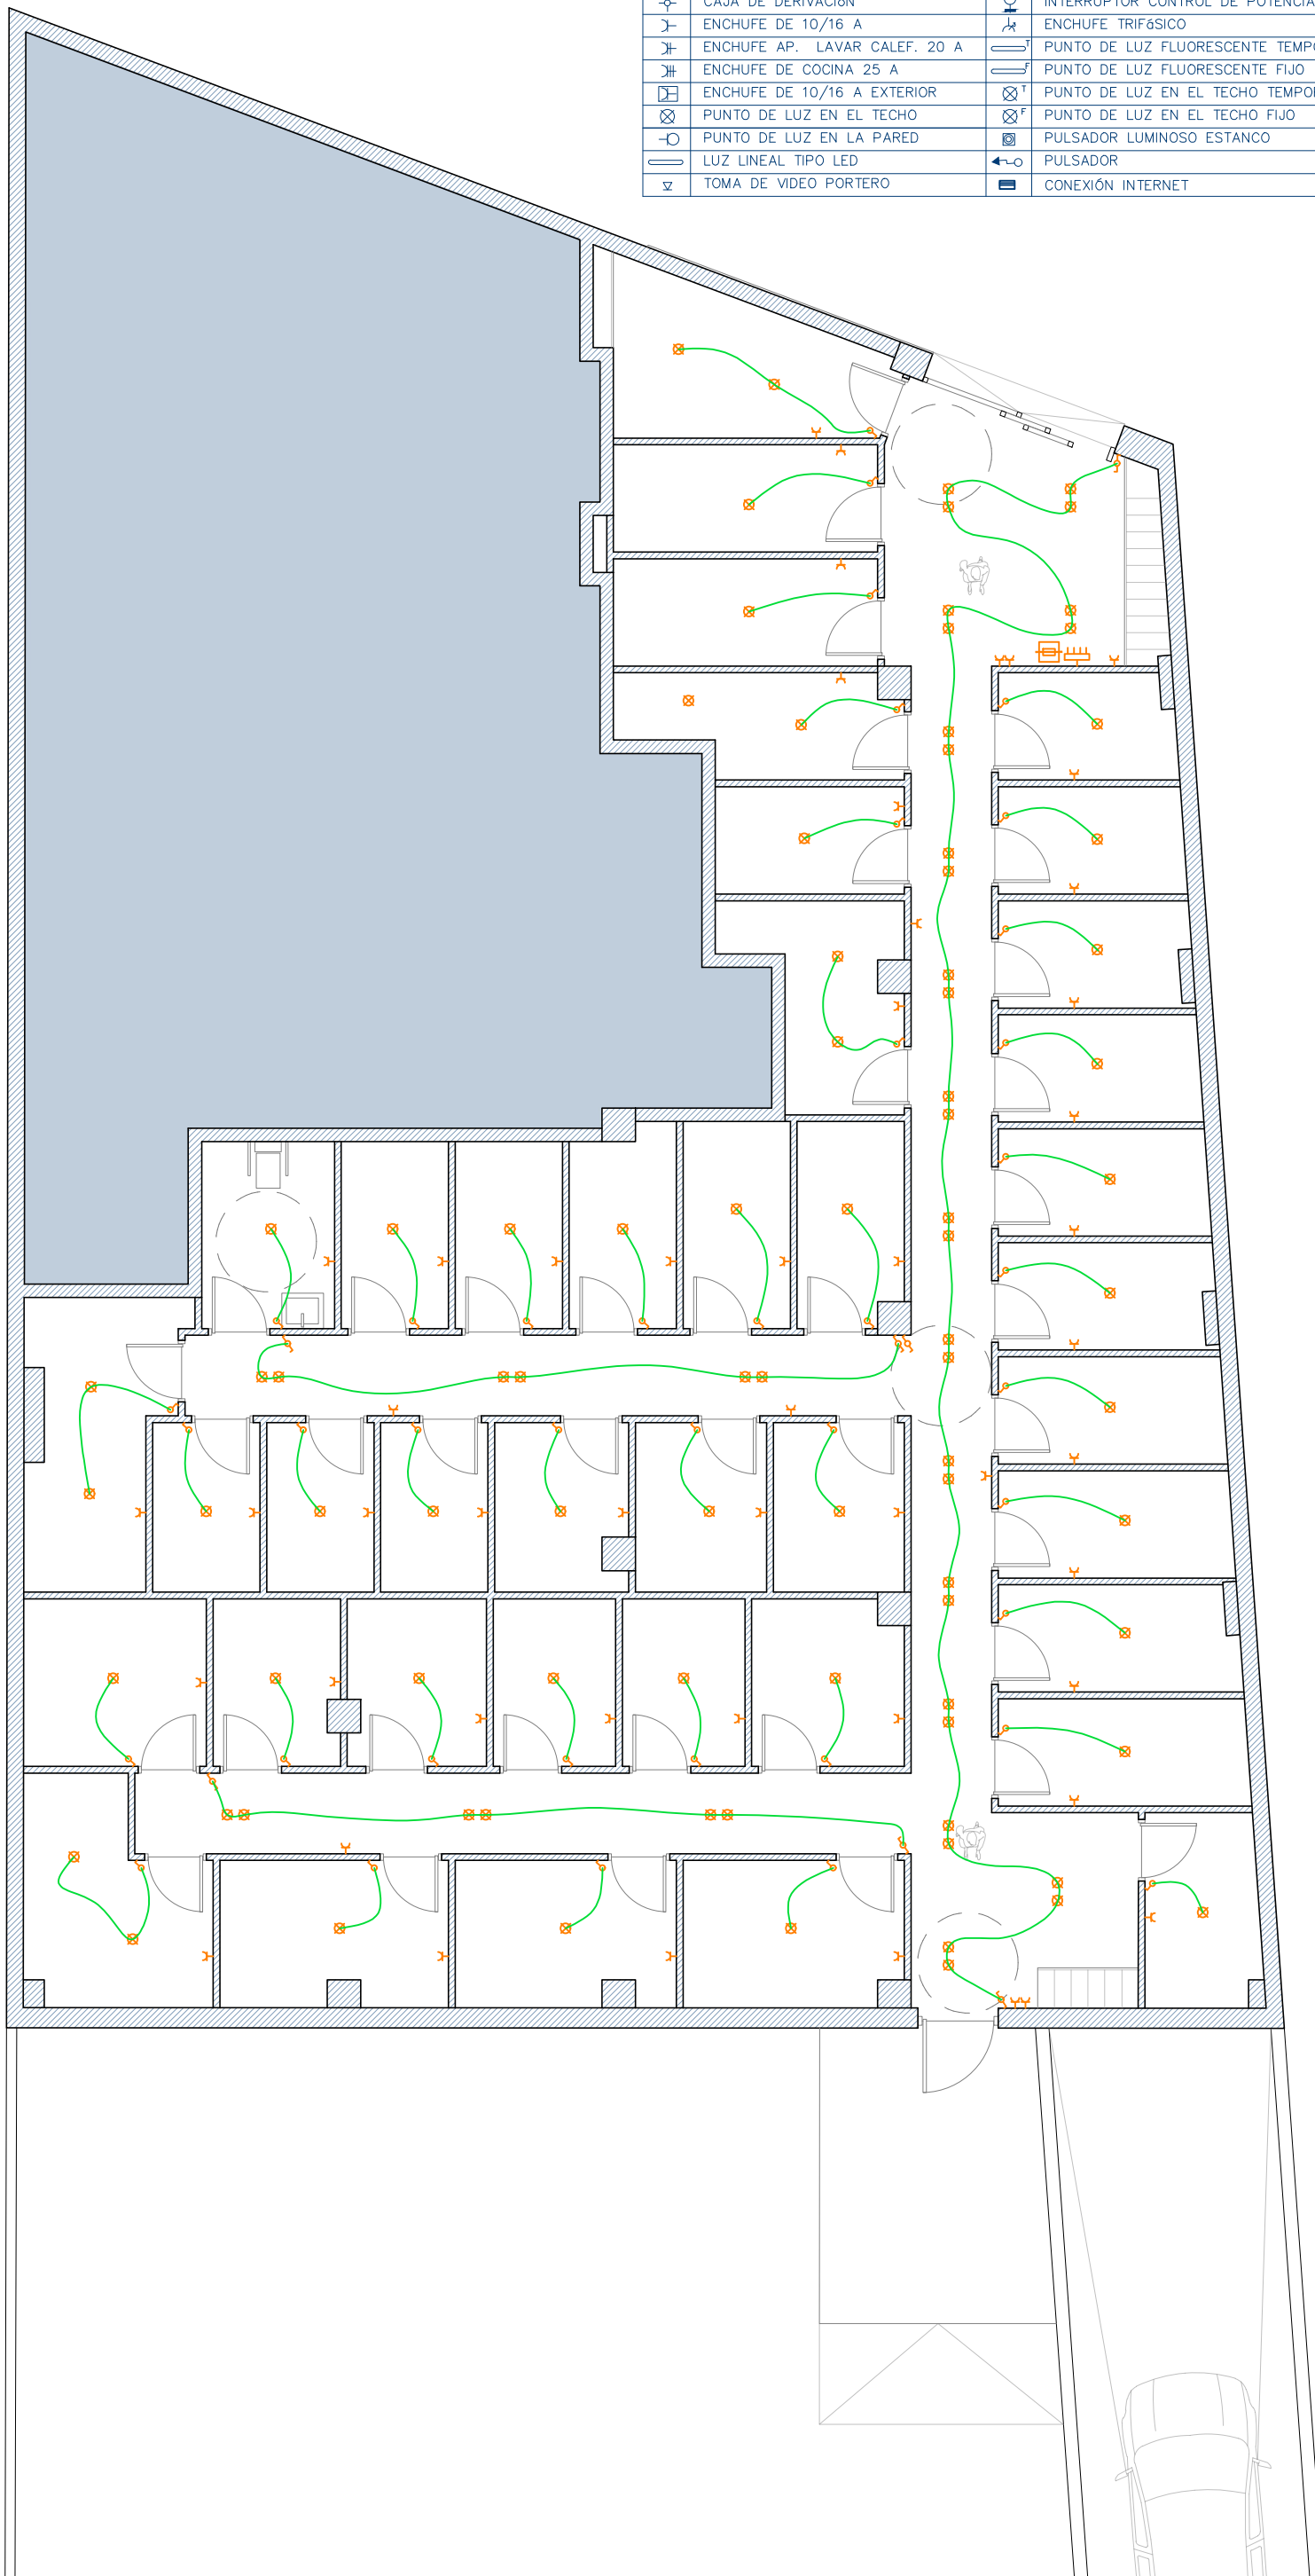 CAJA DE DERIVACIóN INTERRUPTOR CONTROL DE POTENCIA
ENCHUFE DE 10/16 A ENCHUFE TRIFáSICO
ENCHUFE AP. LAVAR CALEF. 20 A T PUNTO DE LUZ FLUORESCENTE TEMPO
ENCHUFE DE COCINA 25 A F PUNTO DE LUZ FLUORESCENTE FIJO
ENCHUFE DE 10/16 A EXTERIOR T PUNTO DE LUZ EN EL TECHO TEMPO
PUNTO DE LUZ EN EL TECHO F PUNTO DE LUZ EN EL TECHO FIJO
PUNTO DE LUZ EN LA PARED PULSADOR LUMINOSO ESTANCO
LUZ LINEAL TIPO LED PULSADOR
TOMA DE VIDEO PORTERO CONEXIóN INTERNET